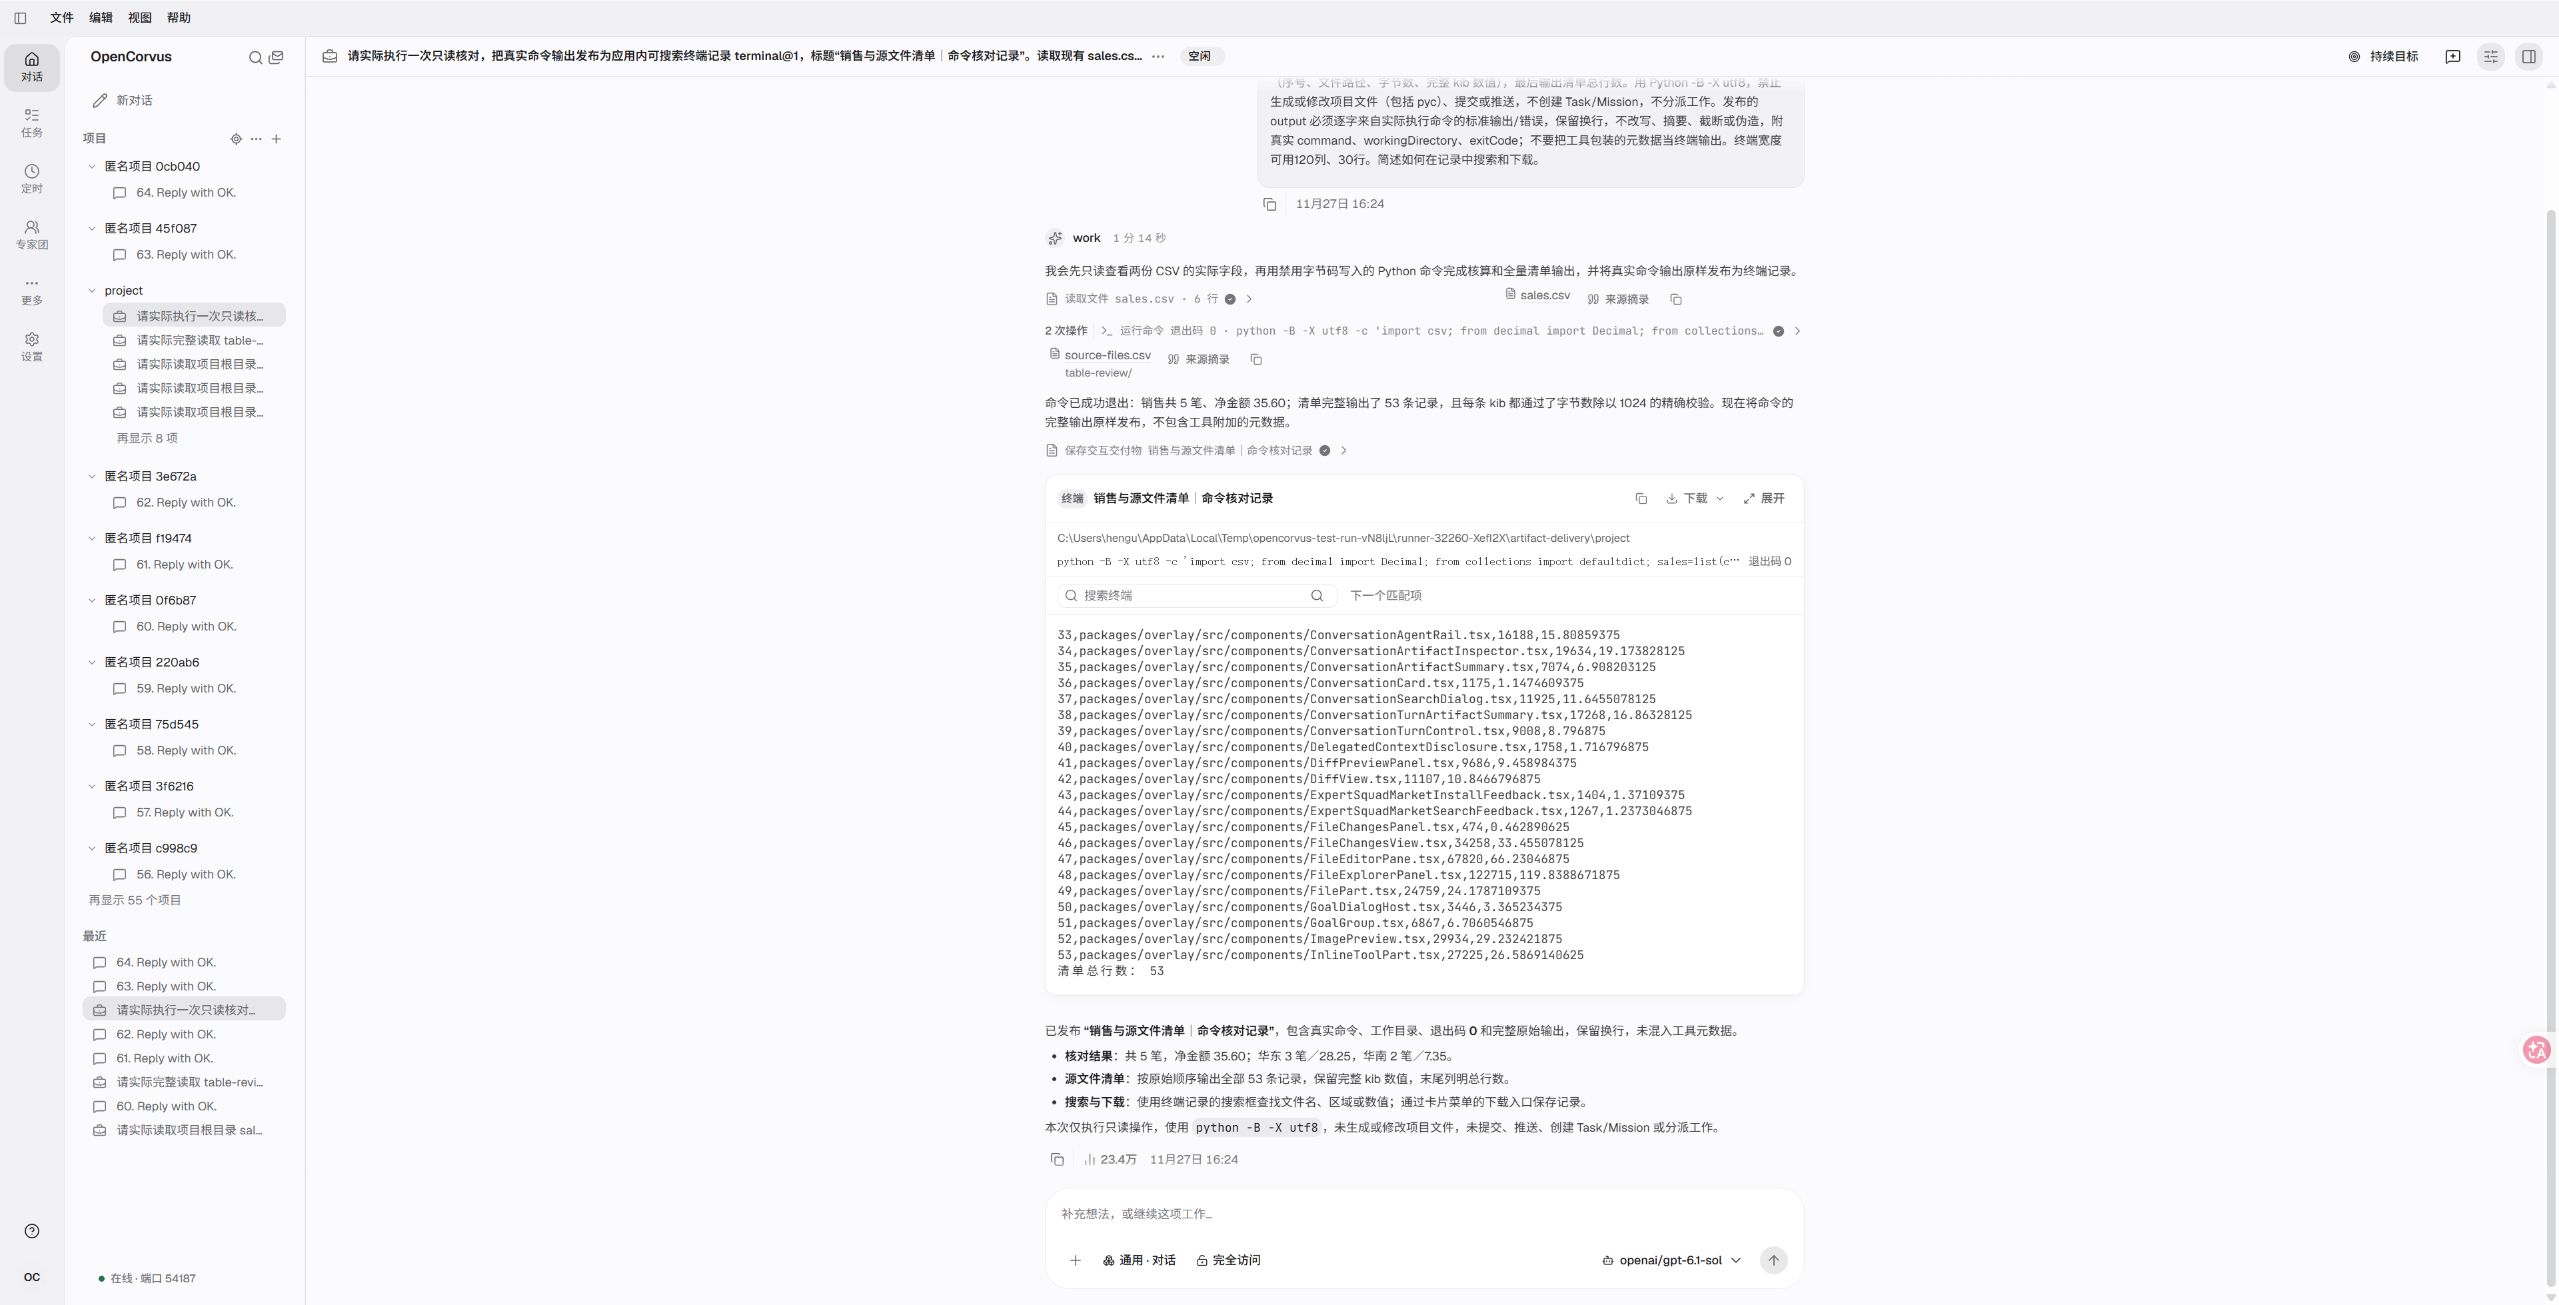 文件 编辑 视图 帮助
对话
任务
定时
专家团
更多
设置
OC
OpenCorvus
新对话
项目
匿名项目 0cb040
64. Reply with OK.
匿名项目 45f087
63. Reply with OK.
project
请实际执行一次只读核...
请实际完整读取 table-...
请实际读取项目根目录...
请实际读取项目根目录...
请实际读取项目根目录...
再显示 8 项
匿名项目 3e672a
62. Reply with OK.
匿名项目 f19474
61. Reply with OK.
匿名项目 0f6b87
60. Reply with OK.
匿名项目 220ab6
59. Reply with OK.
匿名项目 75d545
58. Reply with OK.
匿名项目 3f6216
57. Reply with OK.
匿名项目 c998c9
56. Reply with OK.
再显示 55 个项目
最近
64. Reply with OK.
63. Reply with OK.
请实际执行一次只读核对...
62. Reply with OK.
61. Reply with OK.
请实际完整读取 table-revi...
60. Reply with OK.
请实际读取项目根目录 sal...
在线 · 端口 54187
请实际执行一次只读核对，把真实命令输出发布为应用内可搜索终端记录 terminal@1，标题“销售与源文件清单｜命令核对记录”。读取现有 sales.cs... ··· 空闲
持续目标
（序号、文件路径、字节数、完整 kib 数值），最后输出清单总行数。用 Python -B -X utf8，禁止
生成或修改项目文件（包括 pyc）、提交或推送，不创建 Task/Mission，不分派工作。发布的
output 必须逐字来自实际执行命令的标准输出/错误，保留换行，不改写、摘要、截断或伪造，附
真实 command、workingDirectory、exitCode；不要把工具包装的元数据当终端输出。终端宽度
可用120列、30行。简述如何在记录中搜索和下载。
11月27日 16:24
work 1 分 14 秒
我会先只读查看两份 CSV 的实际字段，再用禁用字节码写入的 Python 命令完成核算和全量清单输出，并将真实命令输出原样发布为终端记录。
读取文件 sales.csv · 6 行 sales.csv 来源摘录
2 次操作 运行命令 退出码 0 · python -B -X utf8 -c 'import csv; from decimal import Decimal; from collections…
source-files.csv 来源摘录
table-review/
命令已成功退出：销售共 5 笔、净金额 35.60；清单完整输出了 53 条记录，且每条 kib 都通过了字节数除以 1024 的精确校验。现在将命令的
完整输出原样发布，不包含工具附加的元数据。
保存交互交付物 销售与源文件清单｜命令核对记录
终端 销售与源文件清单｜命令核对记录 下载 展开
C:\Users\hengu\AppData\Local\Temp\opencorvus-test-run-vN8ljL\runner-32260-Xefl2X\artifact-delivery\project
python -B -X utf8 -c 'import csv; from decimal import Decimal; from collections import defaultdict; sales=list(c… 退出码 0
搜索终端 下一个匹配项
33,packages/overlay/src/components/ConversationAgentRail.tsx,16188,15.80859375
34,packages/overlay/src/components/ConversationArtifactInspector.tsx,19634,19.173828125
35,packages/overlay/src/components/ConversationArtifactSummary.tsx,7074,6.908203125
36,packages/overlay/src/components/ConversationCard.tsx,1175,1.1474609375
37,packages/overlay/src/components/ConversationSearchDialog.tsx,11925,11.6455078125
38,packages/overlay/src/components/ConversationTurnArtifactSummary.tsx,17268,16.86328125
39,packages/overlay/src/components/ConversationTurnControl.tsx,9008,8.796875
40,packages/overlay/src/components/DelegatedContextDisclosure.tsx,1758,1.716796875
41,packages/overlay/src/components/DiffPreviewPanel.tsx,9686,9.458984375
42,packages/overlay/src/components/DiffView.tsx,11107,10.8466796875
43,packages/overlay/src/components/ExpertSquadMarketInstallFeedback.tsx,1404,1.37109375
44,packages/overlay/src/components/ExpertSquadMarketSearchFeedback.tsx,1267,1.2373046875
45,packages/overlay/src/components/FileChangesPanel.tsx,474,0.462890625
46,packages/overlay/src/components/FileChangesView.tsx,34258,33.455078125
47,packages/overlay/src/components/FileEditorPane.tsx,67820,66.23046875
48,packages/overlay/src/components/FileExplorerPanel.tsx,122715,119.8388671875
49,packages/overlay/src/components/FilePart.tsx,24759,24.1787109375
50,packages/overlay/src/components/GoalDialogHost.tsx,3446,3.365234375
51,packages/overlay/src/components/GoalGroup.tsx,6867,6.7060546875
52,packages/overlay/src/components/ImagePreview.tsx,29934,29.232421875
53,packages/overlay/src/components/InlineToolPart.tsx,27225,26.5869140625
清单总行数： 53
已发布 “销售与源文件清单｜命令核对记录”，包含真实命令、工作目录、退出码 0 和完整原始输出，保留换行，未混入工具元数据。
• 核对结果：共 5 笔，净金额 35.60；华东 3 笔／28.25，华南 2 笔／7.35。
• 源文件清单：按原始顺序输出全部 53 条记录，保留完整 kib 数值，末尾列明总行数。
• 搜索与下载：使用终端记录的搜索框查找文件名、区域或数值；通过卡片菜单的下载入口保存记录。
本次仅执行只读操作，使用 python -B -X utf8，未生成或修改项目文件，未提交、推送、创建 Task/Mission 或分派工作。
23.4万 11月27日 16:24
补充想法，或继续这项工作...
通用 · 对话 完全访问 openai/gpt-6.1-sol